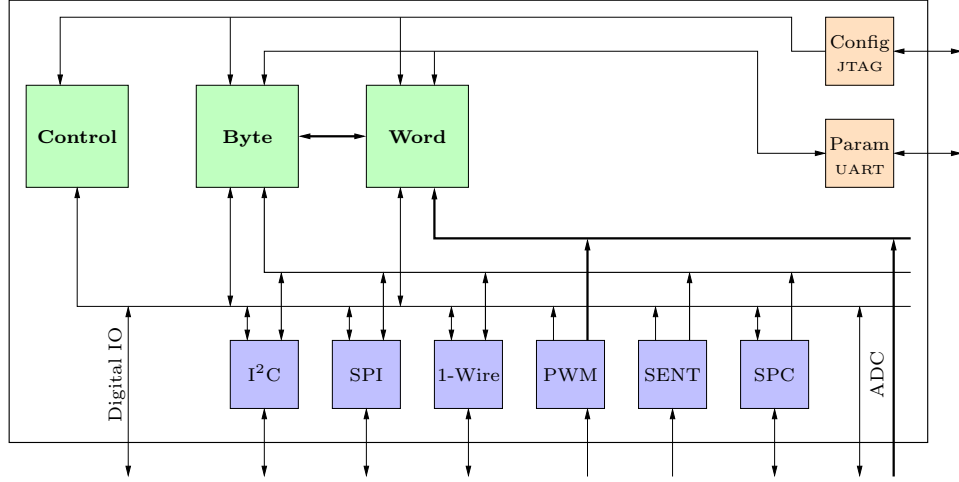 Config
JTAG
Control
Byte
Word
Param
UART
Digital IO
I²C
SPI
1-Wire
PWM
SENT
SPC
ADC